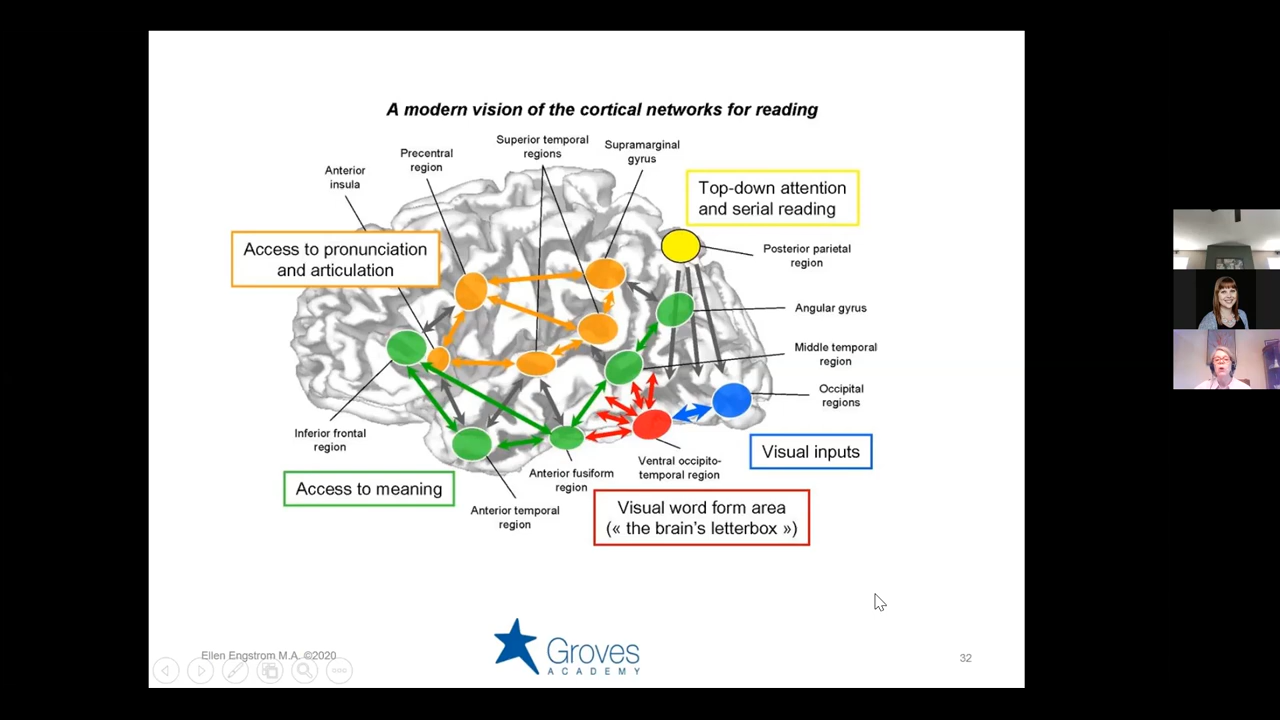 A modern vision of the cortical networks for reading
Superior temporal
regions
Supramarginal
gyrus
Precentral
region
Anterior
insula
Top-down attention
and serial reading
Access to pronunciation
and articulation
Posterior parietal
region
Angular gyrus
Middle temporal
region
Occipital
regions
Inferior frontal
region
Visual inputs
Ventral occipito-
temporal region
Anterior fusiform
region
Access to meaning
Anterior temporal
region
Visual word form area
(« the brain's letterbox »)
Ellen Engstrom M.A. ©2020
Groves
ACADEMY
32